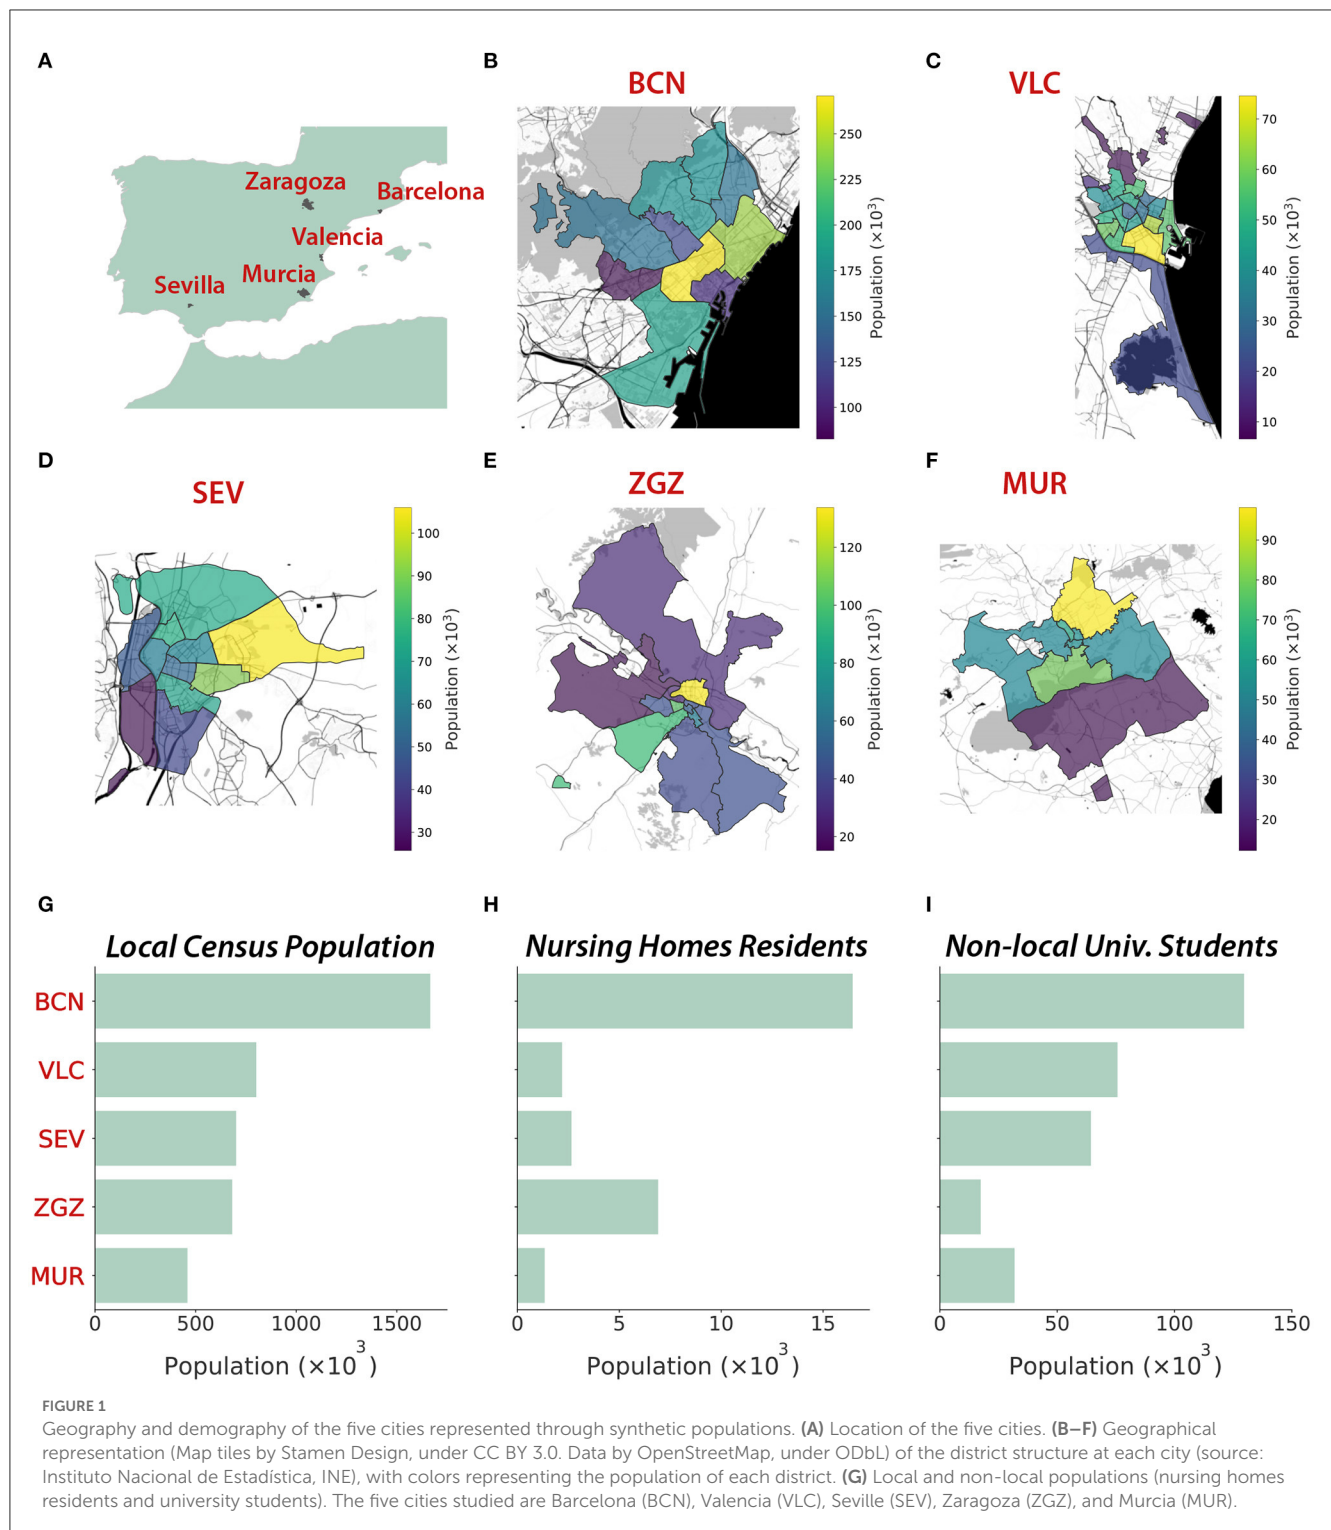 A
Zaragoza
Barcelona
Valencia
Murcia
Sevilla
B
BCN
250
225
200
175
150
125
100
Population (×10³)
C
VLC
70
60
50
40
30
20
10
Population (×10³)
D
SEV
100
90
80
70
60
50
40
30
Population (×10³)
E
ZGZ
120
100
80
60
40
20
Population (×10³)
F
MUR
90
80
70
60
50
40
30
20
Population (×10³)
G
Local Census Population
BCN
VLC
SEV
ZGZ
MUR
0 500 1000 1500
Population (×10³)
H
Nursing Homes Residents
0 5 10 15
Population (×10³)
I
Non-local Univ. Students
0 50 100 150
Population (×10³)
FIGURE 1
Geography and demography of the five cities represented through synthetic populations. (A) Location of the five cities. (B–F) Geographical
representation (Map tiles by Stamen Design, under CC BY 3.0. Data by OpenStreetMap, under ODbL) of the district structure at each city (source:
Instituto Nacional de Estadística, INE), with colors representing the population of each district. (G) Local and non-local populations (nursing homes
residents and university students). The five cities studied are Barcelona (BCN), Valencia (VLC), Seville (SEV), Zaragoza (ZGZ), and Murcia (MUR).